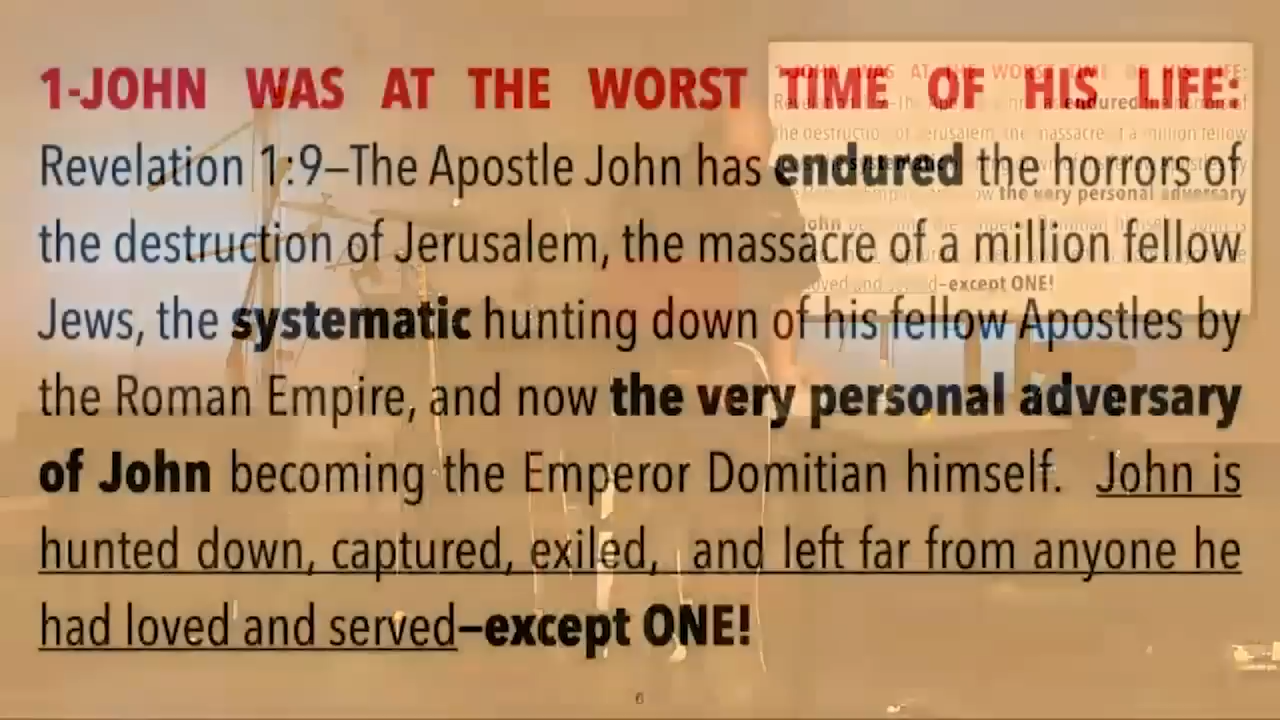 1-JOHN WAS AT THE WORST TIME OF HIS LIFE:
Revelation 1:9–The Apostle John has endured the horrors of
the destruction of Jerusalem, the massacre of a million fellow
Jews, the systematic hunting down of his fellow Apostles by
the Roman Empire, and now the very personal adversary
of John becoming the Emperor Domitian himself. John is
hunted down, captured, exiled, and left far from anyone he
had loved and served–except ONE!
6